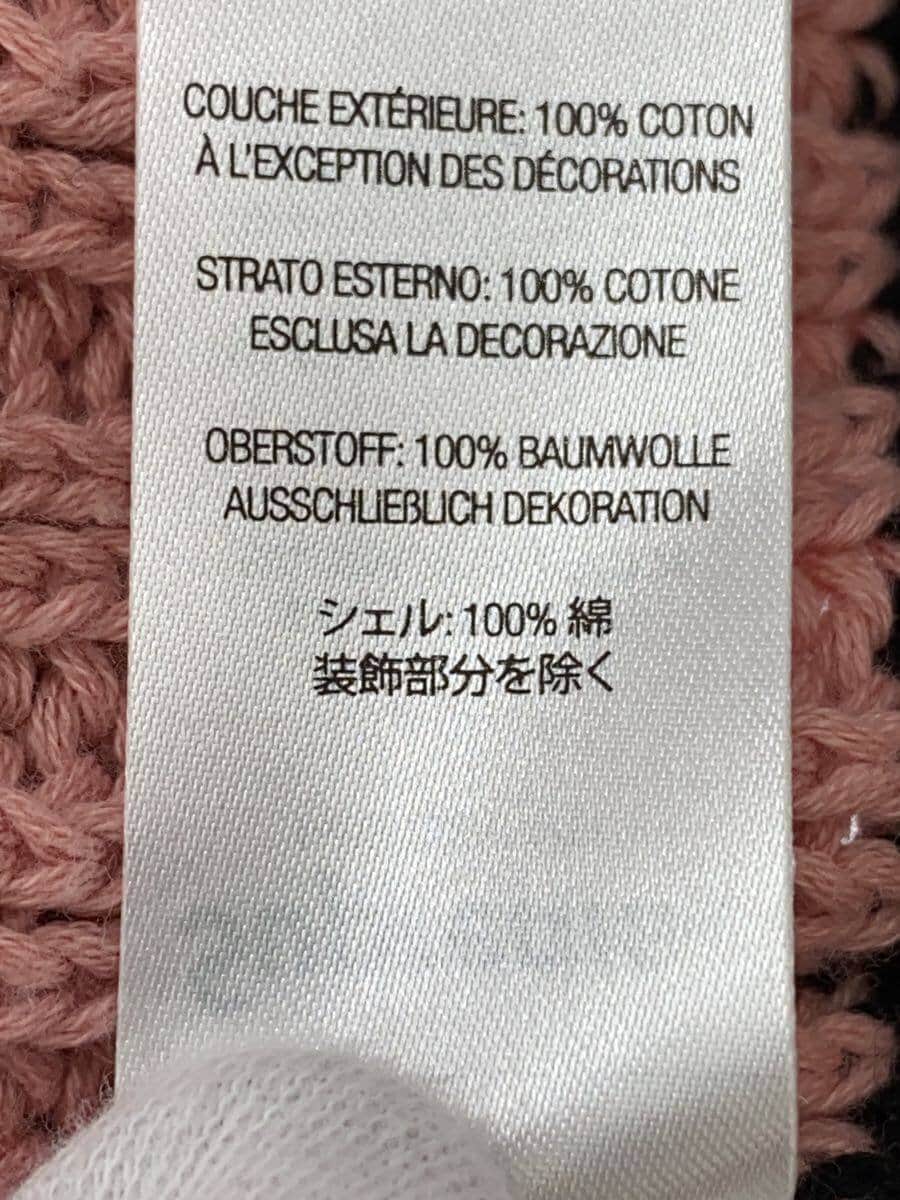 COUCHE EXTÉRIEURE: 100% COTON
À L'EXCEPTION DES DÉCORATIONS
STRATO ESTERNO: 100% COTONE
ESCLUSA LA DECORAZIONE
OBERSTOFF: 100% BAUMWOLLE
AUSSCHLIEßLICH DEKORATION
シェル: 100% 綿
装飾部分を除く